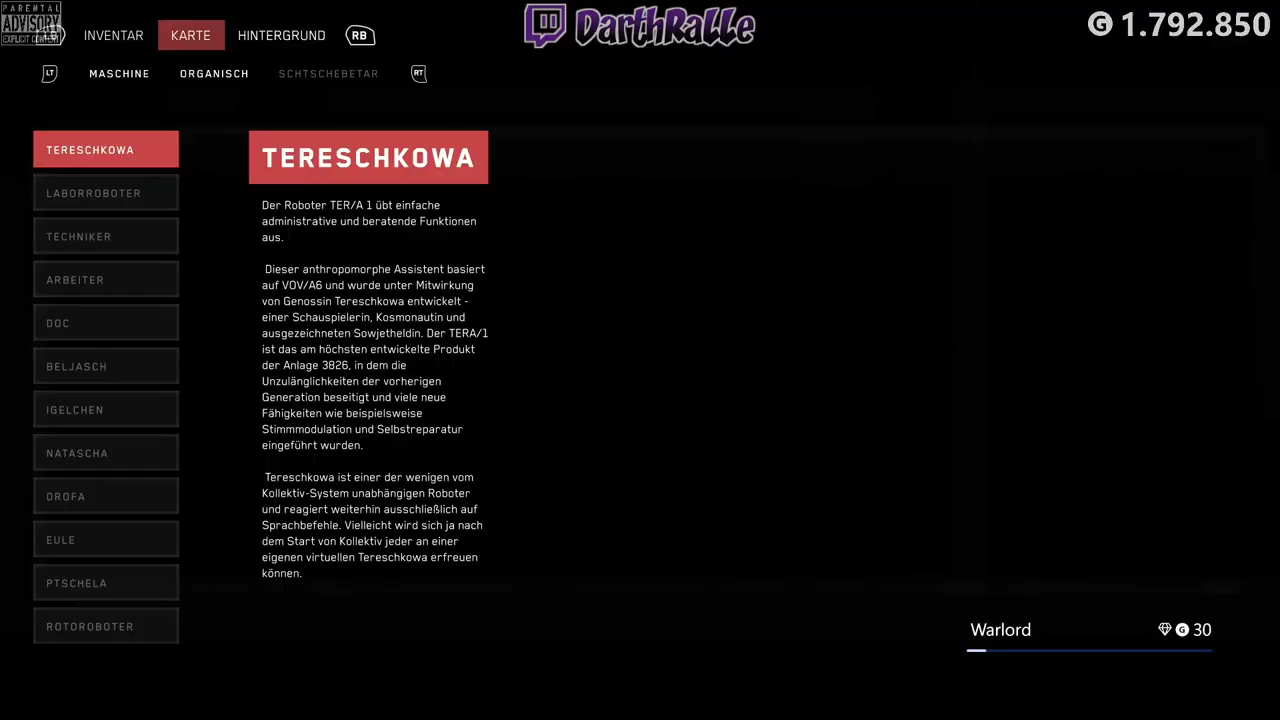 PARENTAL
ADVISORY
EXPLICIT CONTENT
INVENTAR
KARTE
HINTERGRUND
RB
DarthRalle
G 1.792.850
LT
MASCHINE
ORGANISCH
SCHTSCHEBETAR
RT
TERESCHKOWA
LABORROBOTER
TECHNIKER
ARBEITER
DOC
BELJASCH
IGELCHEN
NATASCHA
DROFA
EULE
PTSCHELA
ROTOROBOTER
TERESCHKOWA
Der Roboter TER/A 1 übt einfache
administrative und beratende Funktionen
aus.
Dieser anthropomorphe Assistent basiert
auf VOV/A6 und wurde unter Mitwirkung
von Genossin Tereschkowa entwickelt -
einer Schauspielerin, Kosmonautin und
ausgezeichneten Sowjetheldin. Der TERA/1
ist das am höchsten entwickelte Produkt
der Anlage 3826, in dem die
Unzulänglichkeiten der vorherigen
Generation beseitigt und viele neue
Fähigkeiten wie beispielsweise
Stimmmodulation und Selbstreparatur
eingeführt wurden.
Tereschkowa ist einer der wenigen vom
Kollektiv-System unabhängigen Roboter
und reagiert weiterhin ausschließlich auf
Sprachbefehle. Vielleicht wird sich ja nach
dem Start von Kollektiv jeder an einer
eigenen virtuellen Tereschkowa erfreuen
können.
Warlord
G 30